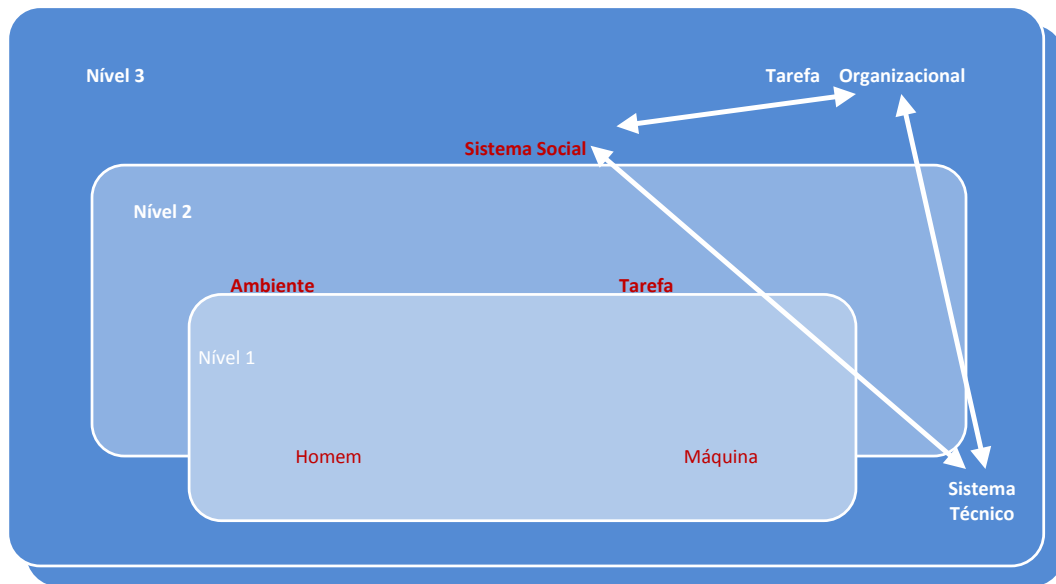 Nível 3
Tarefa Organizacional
Sistema Social
Nível 2
Ambiente
Tarefa
Nível 1
Homem
Máquina
Sistema
Técnico